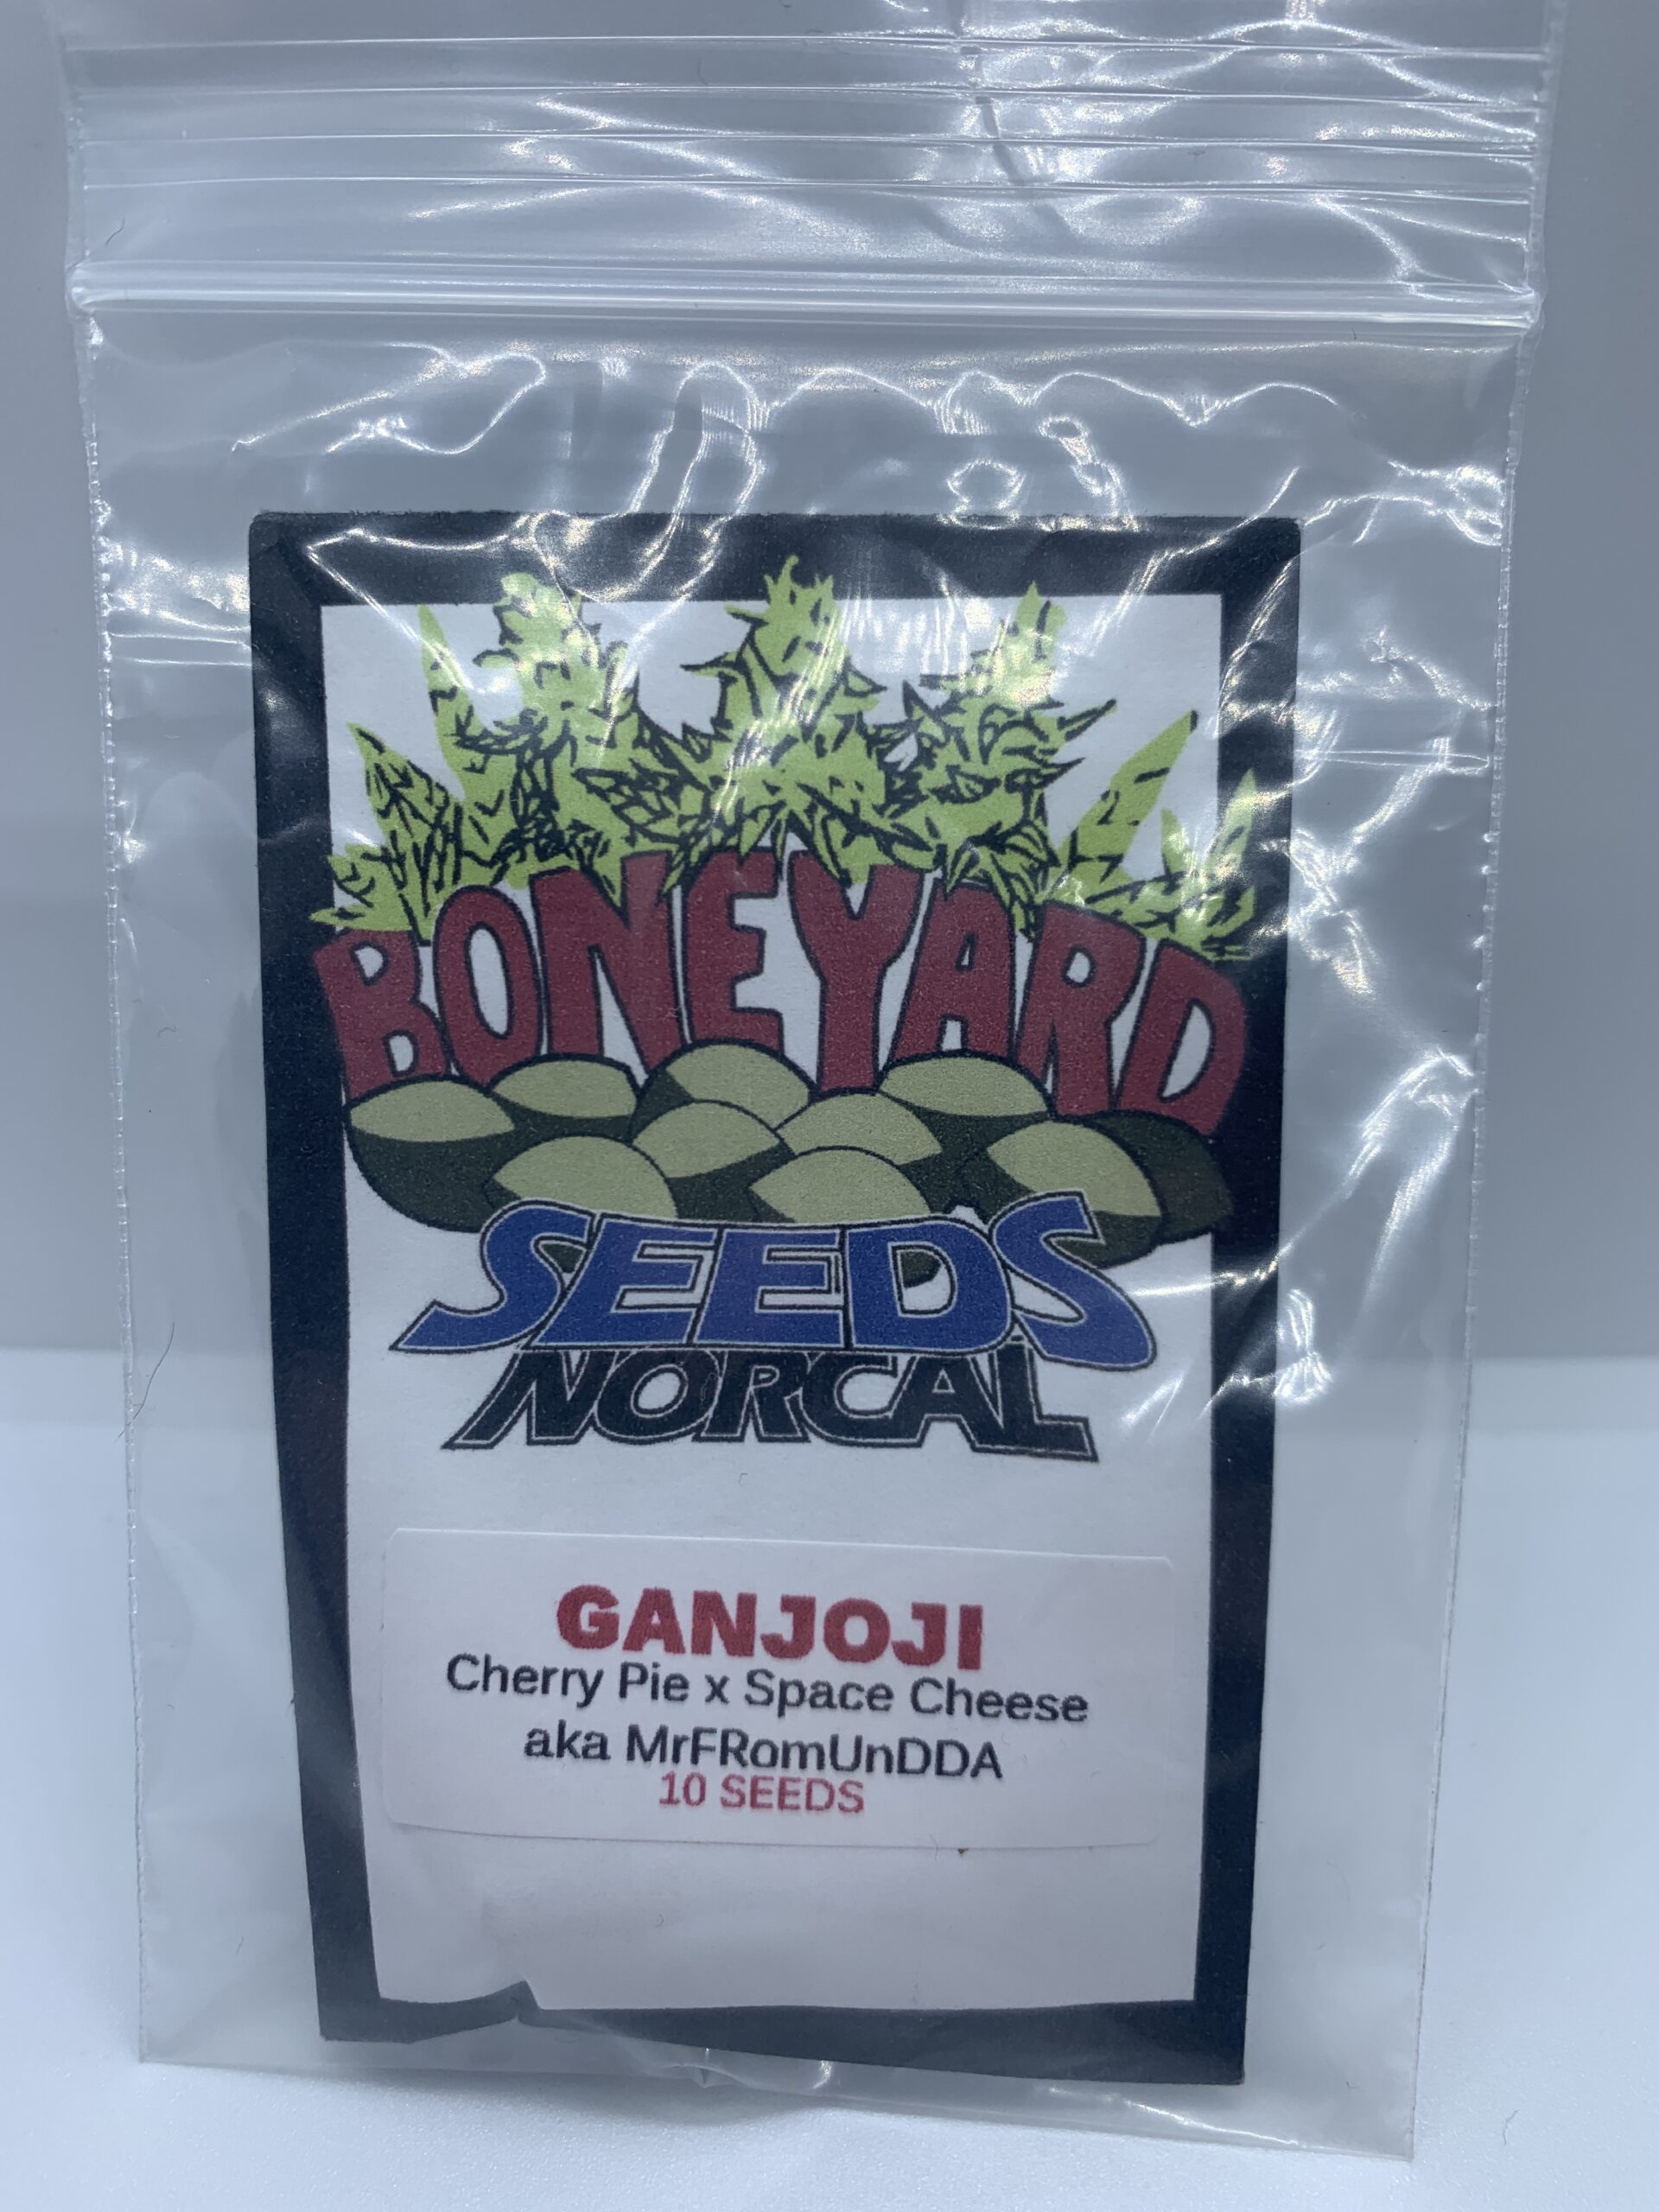 BONEYARD
SEEDS
NORCAL
GANJOJI
Cherry Pie x Space Cheese
aka MrFRomUnDDA
10 SEEDS